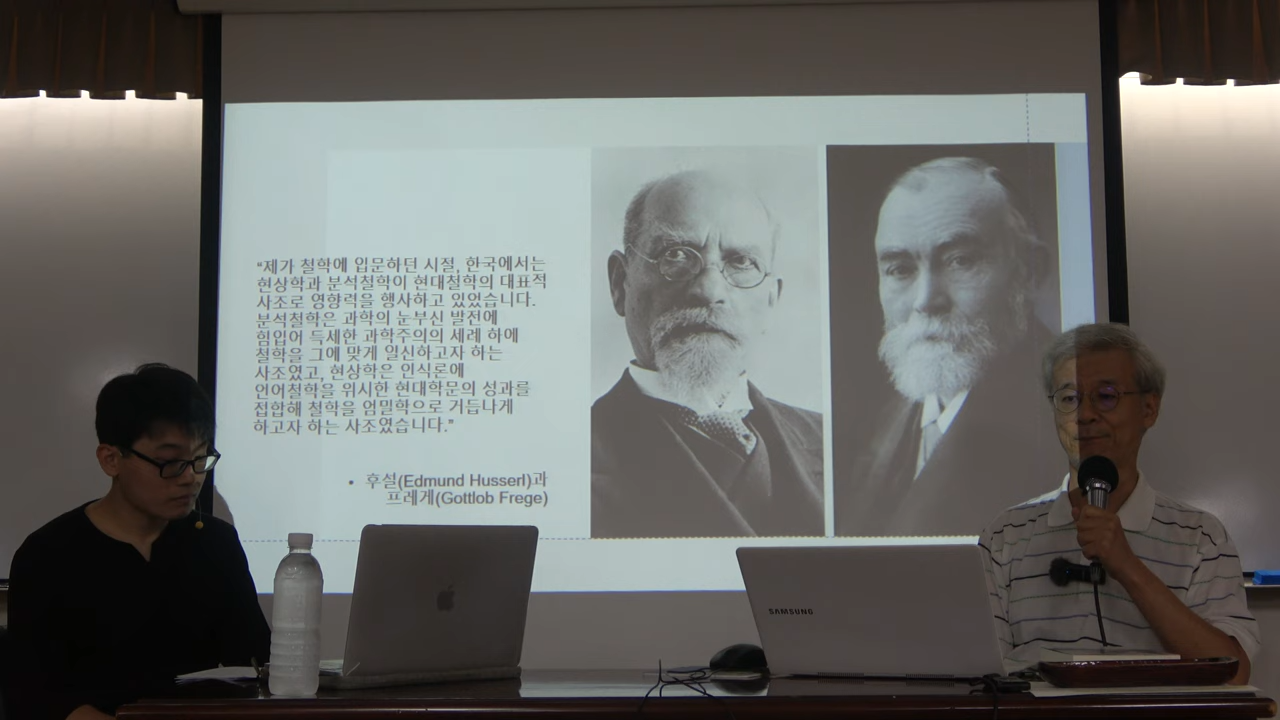 “제가 철학에 입문하던 시절, 한국에서는
현상학과 분석철학이 현대철학의 대표적
사조로 영향력을 행사하고 있었습니다.
분석철학은 과학의 눈부신 발전에
힘입어 득세한 과학주의의 세례 하에
철학을 그에 맞게 일신하고자 하는
사조였고, 현상학은 인식론에
언어철학을 위시한 현대학문의 성과를
접합해 철학을 엄밀학으로 거듭나게
하고자 하는 사조였습니다.”
• 후설(Edmund Husserl)과
프레게(Gottlob Frege)
SAMSUNG